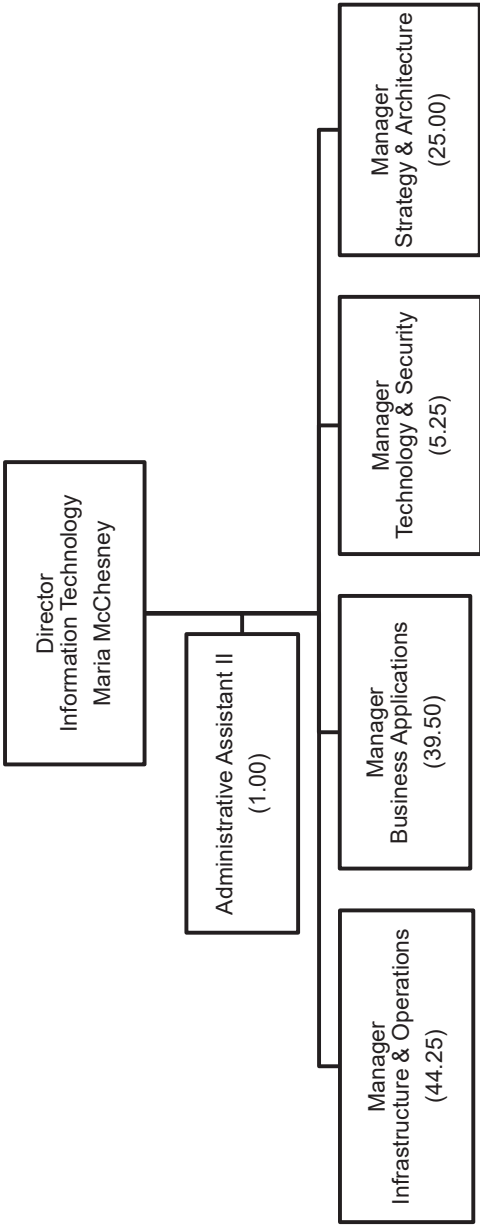 Director
Information Technology
Maria McChesney
Administrative Assistant II
(1.00)
Manager
Infrastructure & Operations
(44.25)
Manager
Business Applications
(39.50)
Manager
Technology & Security
(5.25)
Manager
Strategy & Architecture
(25.00)